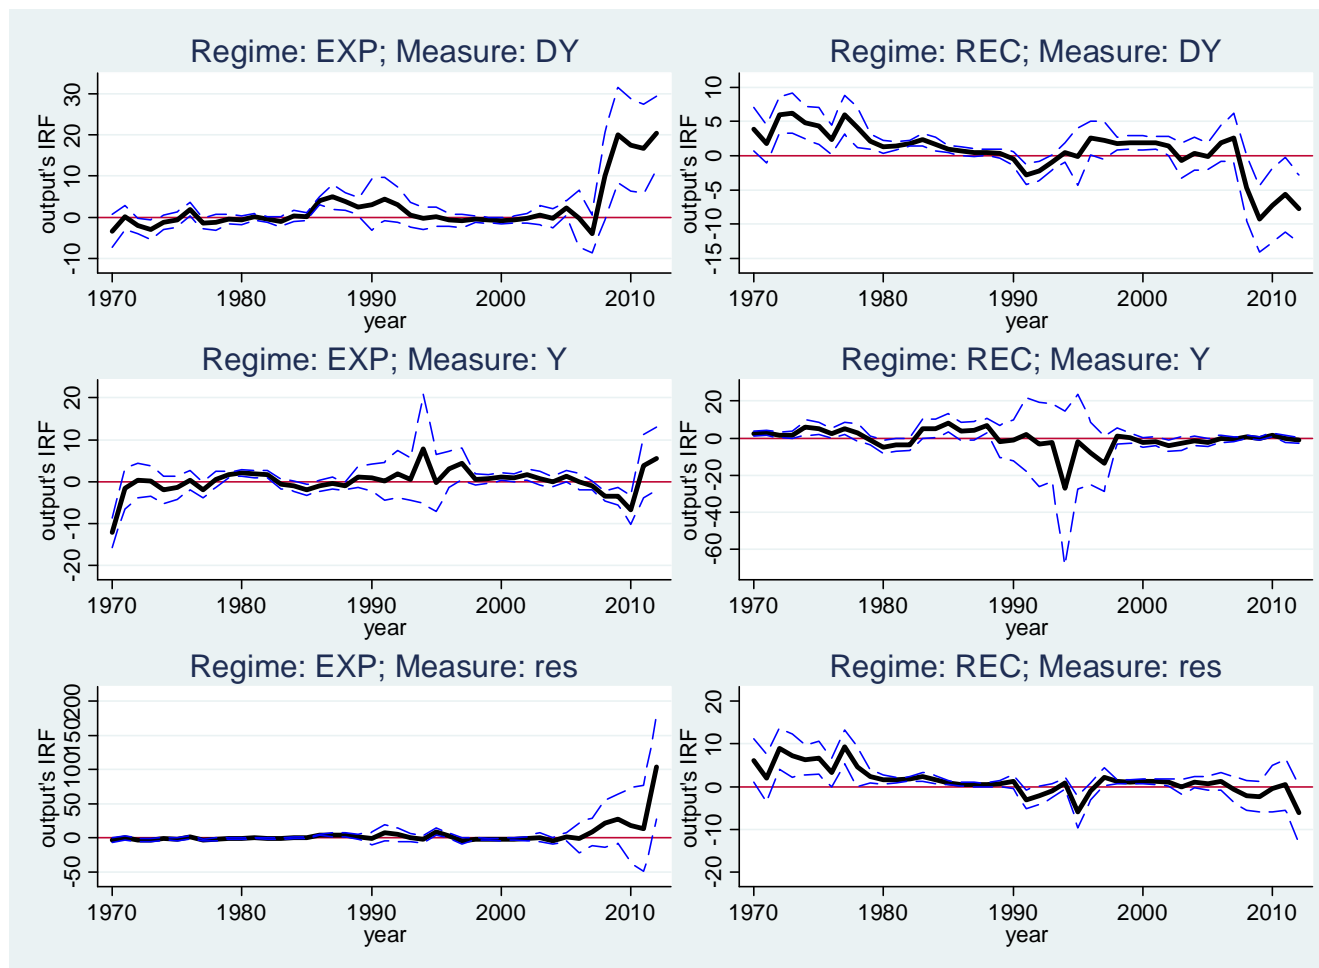 Regime: EXP; Measure: DY
output's IRF
30
20
10
0
-10
1970 1980 1990 2000 2010
year
Regime: REC; Measure: DY
output's IRF
10
5
0
-5
-10
-15
1970 1980 1990 2000 2010
year
Regime: EXP; Measure: Y
output's IRF
20
10
0
-10
-20
1970 1980 1990 2000 2010
year
Regime: REC; Measure: Y
output's IRF
20
0
-20
-40
-60
1970 1980 1990 2000 2010
year
Regime: EXP; Measure: res
output's IRF
200
150
100
50
0
-50
1970 1980 1990 2000 2010
year
Regime: REC; Measure: res
output's IRF
20
10
0
-10
-20
1970 1980 1990 2000 2010
year